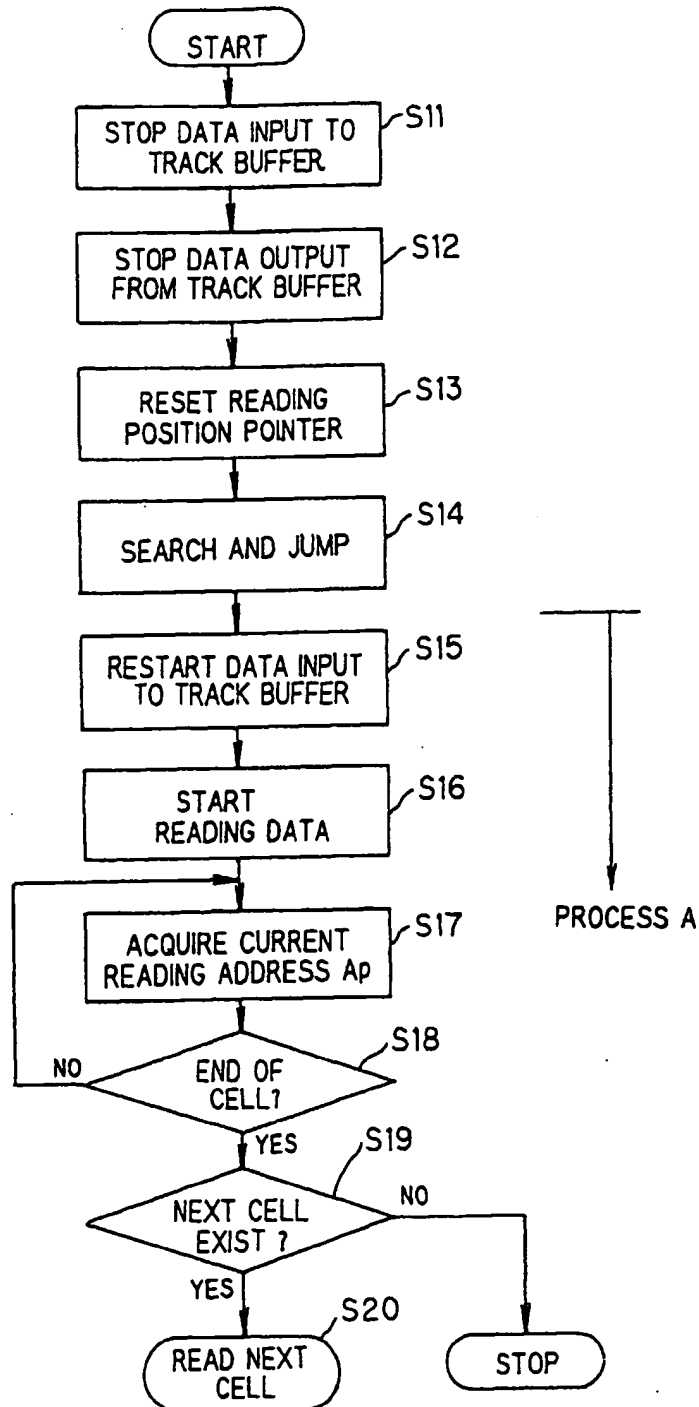 START
S11
STOP DATA INPUT TO
TRACK BUFFER
S12
STOP DATA OUTPUT
FROM TRACK BUFFER
S13
RESET READING
POSITION POINTER
S14
SEARCH AND JUMP
S15
RESTART DATA INPUT
TO TRACK BUFFER
S16
START
READING DATA
PROCESS A
S17
ACQUIRE CURRENT
READING ADDRESS Ap
S18
END OF
CELL?
NO
YES
S19
NEXT CELL
EXIST ?
NO
YES
S20
READ NEXT
CELL
STOP